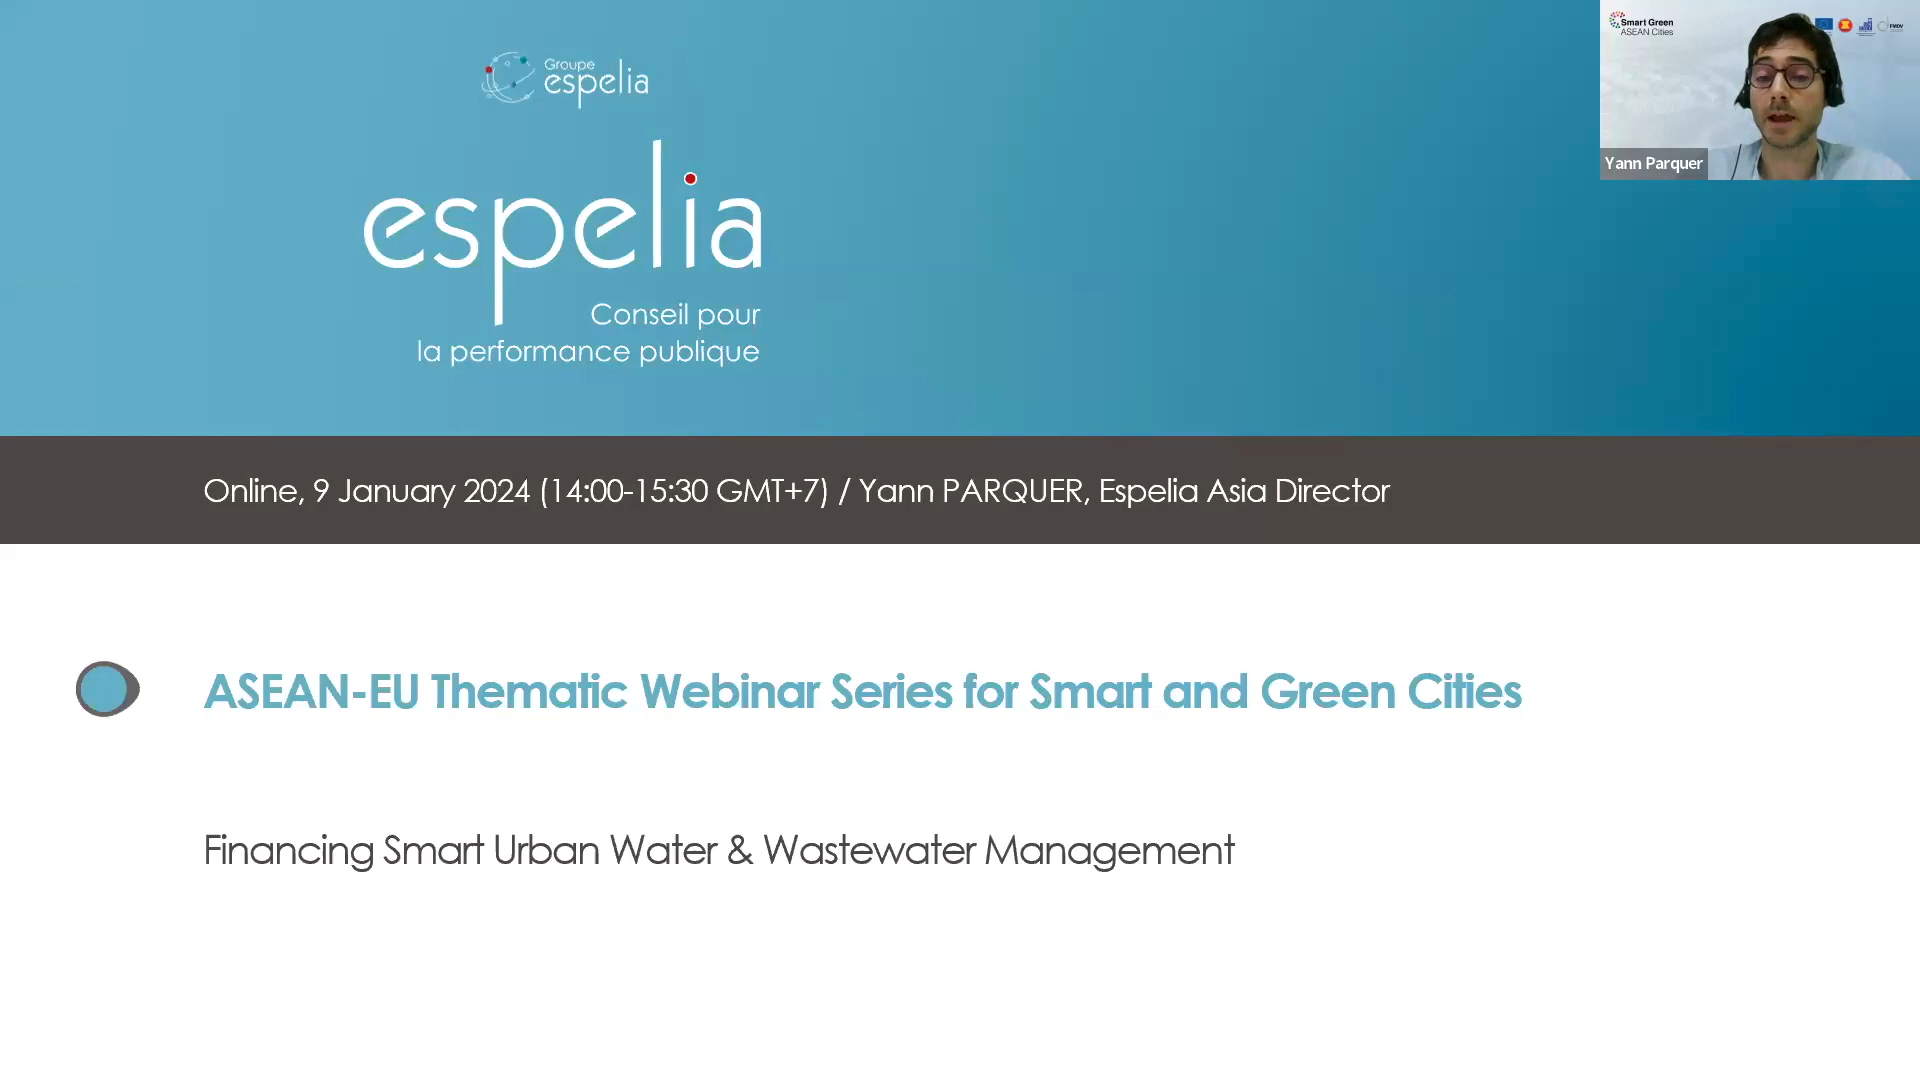 Groupe
espelia
espelia
Conseil pour
la performance publique
Smart Green
ASEAN Cities
FMDV
Yann Parquer
Online, 9 January 2024 (14:00-15:30 GMT+7) / Yann PARQUER, Espelia Asia Director
ASEAN-EU Thematic Webinar Series for Smart and Green Cities
Financing Smart Urban Water & Wastewater Management